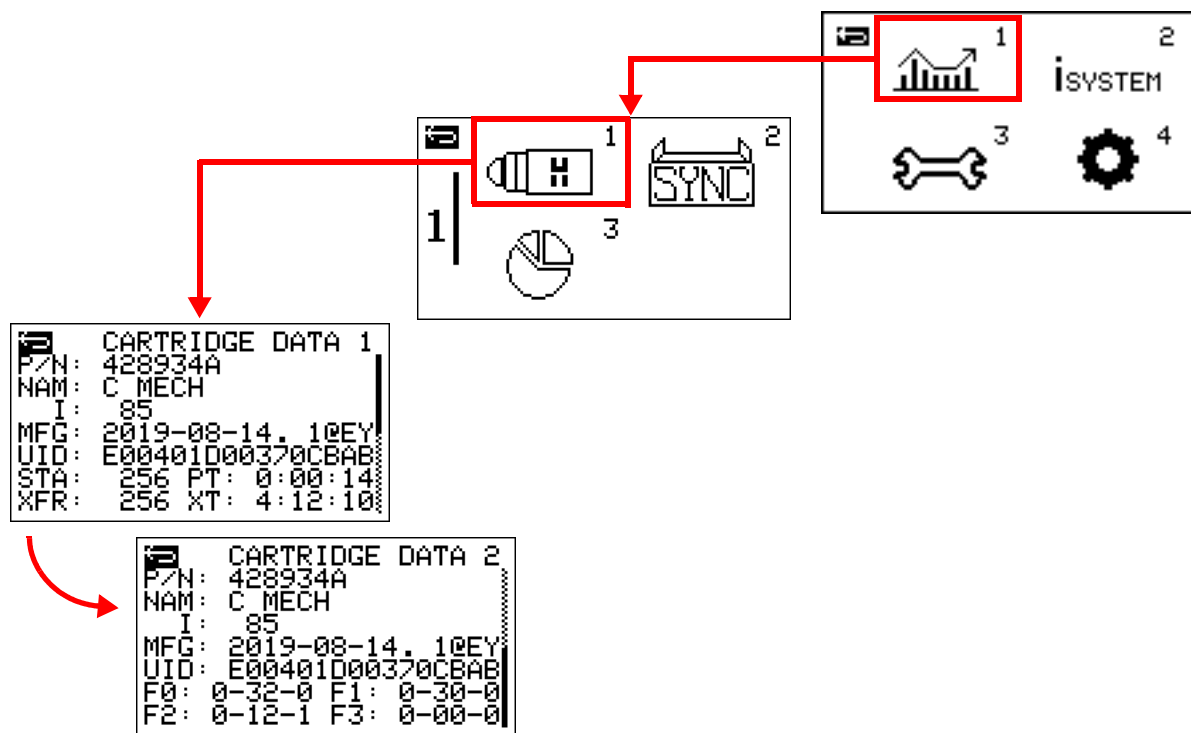 1
2
iSYSTEM
3
4
1
2
SYNC
1
3
CARTRIDGE DATA 1
P/N: 428934A
NAM: C MECH
I: 85
MFG: 2019-08-14. 1@EY
UID: E00401D00370CBAB
STA: 256 PT: 0:00:14
XFR: 256 XT: 4:12:10
CARTRIDGE DATA 2
P/N: 428934A
NAM: C MECH
I: 85
MFG: 2019-08-14. 1@EY
UID: E00401D00370CBAB
F0: 0-32-0 F1: 0-30-0
F2: 0-12-1 F3: 0-00-0